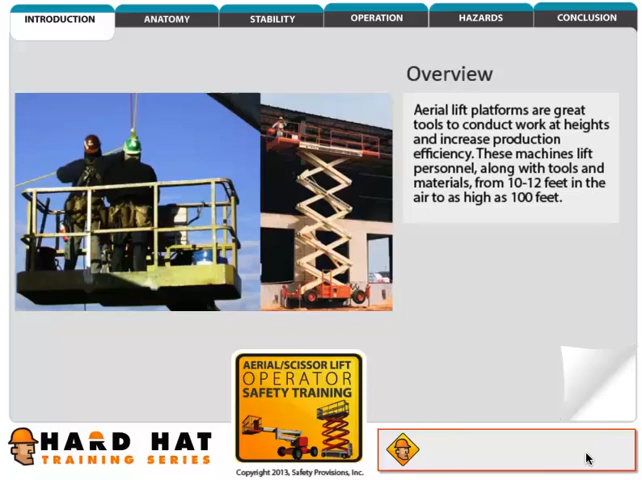 INTRODUCTION
ANATOMY
STABILITY
OPERATION
HAZARDS
CONCLUSION
Overview
Aerial lift platforms are great
tools to conduct work at heights
and increase production
efficiency. These machines lift
personnel, along with tools and
materials, from 10-12 feet in the
air to as high as 100 feet.
AERIAL/SCISSOR LIFT
OPERATOR
SAFETY TRAINING
HARD HAT
TRAINING SERIES
Copyright 2013, Safety Provisions, Inc.